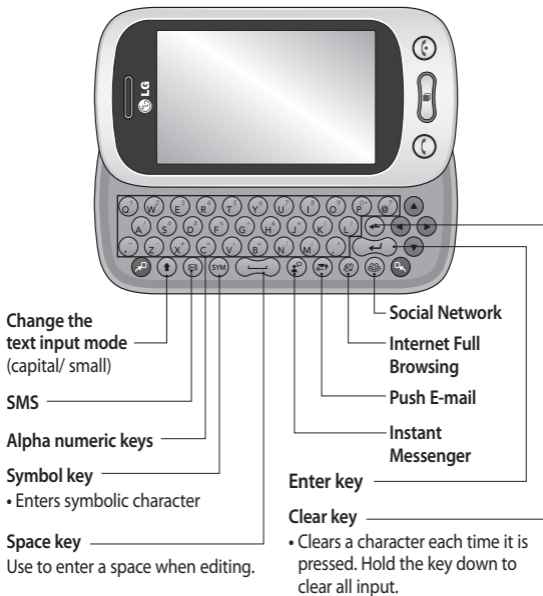 LG
Q W E R T Y U I O P @
A S D F G H J K L
Z X C V B N M
SYM
Change the
text input mode
(capital/ small)
SMS
Alpha numeric keys
Symbol key
• Enters symbolic character
Space key
Use to enter a space when editing.
Social Network
Internet Full
Browsing
Push E-mail
Instant
Messenger
Enter key
Clear key
• Clears a character each time it is
pressed. Hold the key down to
clear all input.